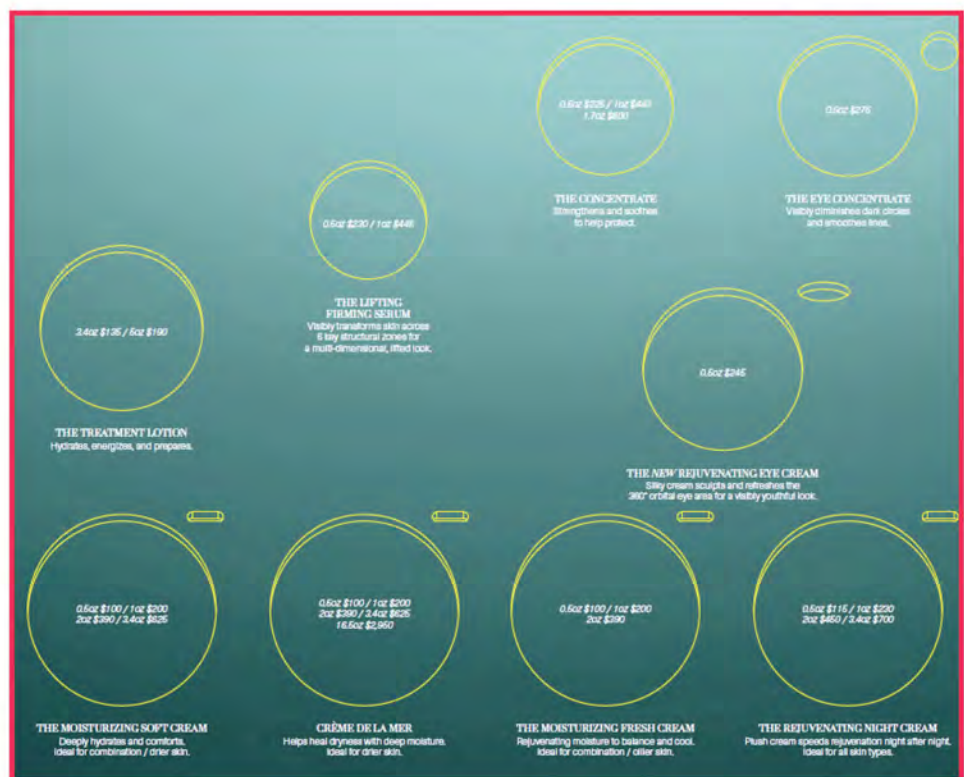 0.5oz $225 / 1oz $440
1.7oz $600
THE CONCENTRATE
Strengthens and soothes
to help protect.
0.5oz $275
THE EYE CONCENTRATE
Visibly diminishes dark circles
and smoothes lines.
0.5oz $230 / 1oz $445
THE LIFTING
FIRMING SERUM
Visibly transforms skin across
6 key structural zones for
a multi-dimensional, lifted look.
3.4oz $135 / 5oz $190
THE TREATMENT LOTION
Hydrates, energizes, and prepares.
0.5oz $245
THE NEW REJUVENATING EYE CREAM
Silky cream sculpts and refreshes the
360° orbital eye area for a visibly youthful look.
0.5oz $100 / 1oz $200
2oz $390 / 3.4oz $625
THE MOISTURIZING SOFT CREAM
Deeply hydrates and comforts.
Ideal for combination / drier skin.
0.5oz $100 / 1oz $200
2oz $390 / 3.4oz $625
16.5oz $2,950
CRÈME DE LA MER
Helps heal dryness with deep moisture.
Ideal for drier skin.
0.5oz $100 / 1oz $200
2oz $390
THE MOISTURIZING FRESH CREAM
Rejuvenating moisture to balance and cool.
Ideal for combination / oilier skin.
0.5oz $115 / 1oz $230
2oz $450 / 3.4oz $700
THE REJUVENATING NIGHT CREAM
Plush cream speeds rejuvenation night after night.
Ideal for all skin types.